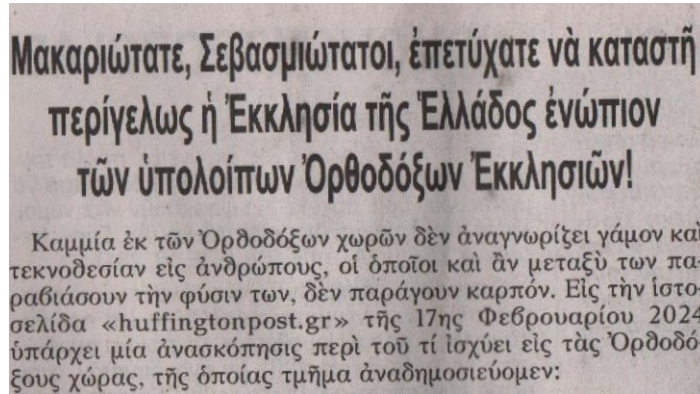 Μακαριώτατε, Σεβασμιώτατοι, ἐπετύχατε νὰ καταστῆ
περίγελως ἡ Ἐκκλησία τῆς Ἑλλάδος ἐνώπιον
τῶν ὑπολοίπων Ὀρθοδόξων Ἐκκλησιῶν!
Καμμία ἐκ τῶν Ὀρθοδόξων χωρῶν δὲν ἀναγνωρίζει γάμον καὶ
τεκνοθεσίαν εἰς ἀνθρώπους, οἱ ὁποῖοι καὶ ἂν μεταξὺ των πα-
ραβιάσουν τὴν φύσιν των, δὲν παράγουν καρπόν. Εἰς τὴν ἱστο-
σελίδα «huffingtonpost.gr» τῆς 17ης Φεβρουαρίου 2024
ὑπάρχει μία ἀνασκόπησις περὶ τοῦ τί ἰσχύει εἰς τὰς Ὀρθοδό-
ξους χώρας, τῆς ὁποίας τμῆμα ἀναδημοσιεύομεν: